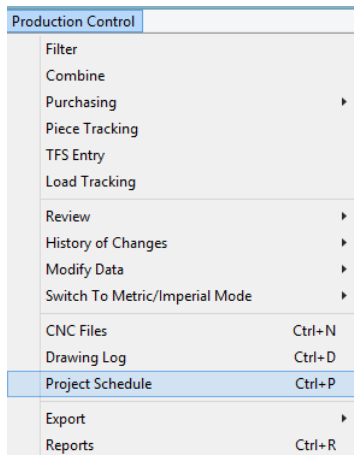 Production Control
Filter
Combine
Purchasing
Piece Tracking
TFS Entry
Load Tracking
Review
History of Changes
Modify Data
Switch To Metric/Imperial Mode
CNC Files Ctrl+N
Drawing Log Ctrl+D
Project Schedule Ctrl+P
Export
Reports Ctrl+R